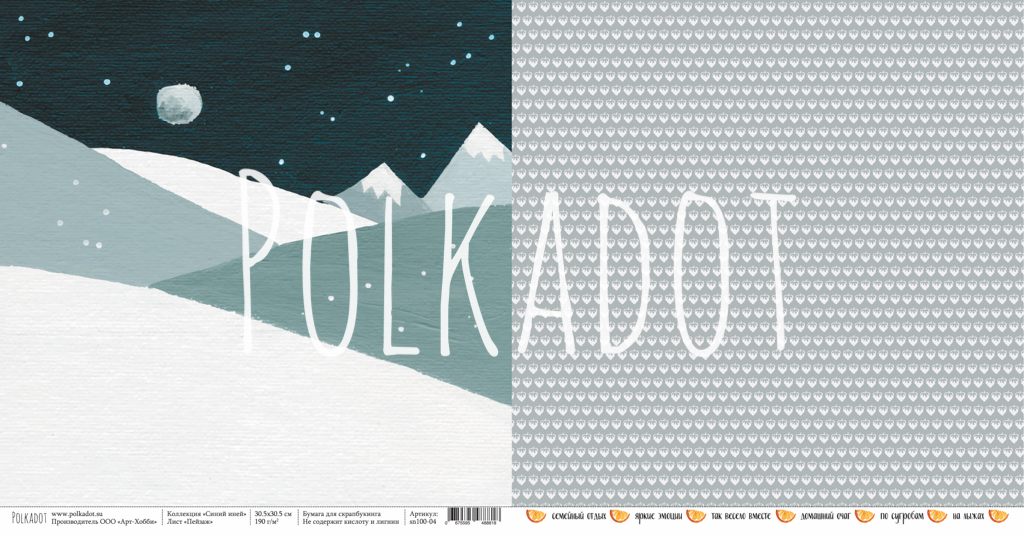 POLKADOT
POLKADOT
www.polkadot.su
Производитель ООО «Арт-Хобби»
Коллекция «Синий иней»
Лист «Пейзаж»
30.5х30.5 см
190 г/м²
Бумага для скрапбукинга
Не содержит кислоту и лигнин
Артикул:
sn100-04
семейный отдых яркие эмоции так весело вместе домашний очаг по сугробам на лыжах